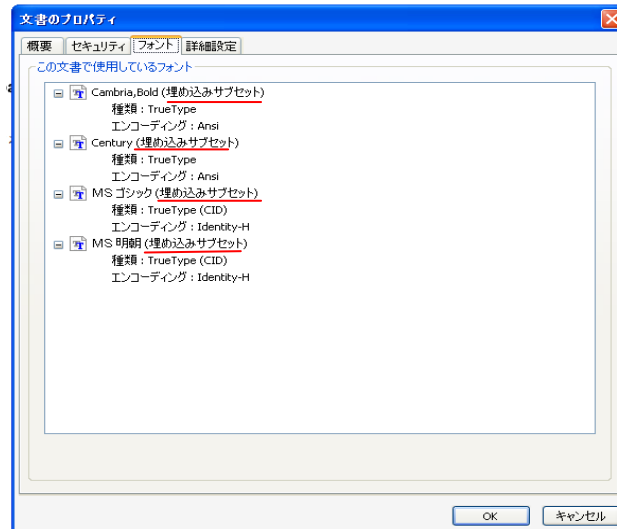 文書のプロパティ
概要 セキュリティ フォント 詳細設定
この文書で使用しているフォント
Cambria,Bold (埋め込みサブセット)
種類 : TrueType
エンコーディング : Ansi
Century (埋め込みサブセット)
種類 : TrueType
エンコーディング : Ansi
MS ゴシック (埋め込みサブセット)
種類 : TrueType (CID)
エンコーディング : Identity-H
MS 明朝 (埋め込みサブセット)
種類 : TrueType (CID)
エンコーディング : Identity-H
OK キャンセル